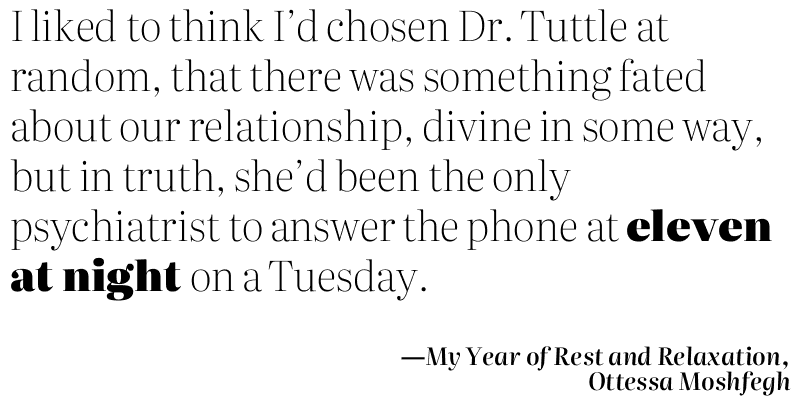 I liked to think I’d chosen Dr. Tuttle at
random, that there was something fated
about our relationship, divine in some way,
but in truth, she’d been the only
psychiatrist to answer the phone at eleven
at night on a Tuesday.
—My Year of Rest and Relaxation,
Ottessa Moshfegh